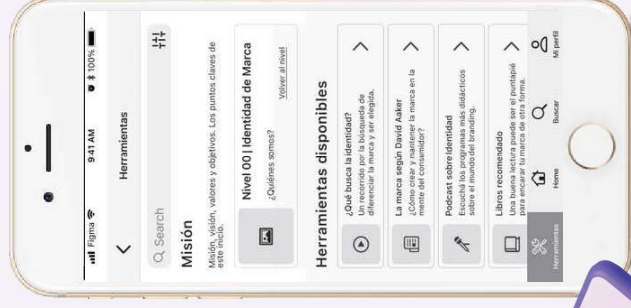 Figma
9:41 AM
100%
Herramientas
Search
Misión
Misión, visión, valores y objetivos. Los puntos claves de
este inicio.
Nivel 00 | Identidad de Marca
¿Quiénes somos?
Volver al nivel
Herramientas disponibles
¿Qué busca la identidad?
Un recorrido por la búsqueda de
diferenciar la marca y ser elegida.
La marca según David Aaker
¿Cómo crear y mantener la marca en la
mente del consumidor?
Podcast sobre identidad
Escuchá los programas más didácticos
sobre el mundo del branding.
Libros recomendado
Una buena lectura puede ser el puntapié
para encarar tu marca de otra forma.
Herramientas
Home
Buscar
Mi perfil